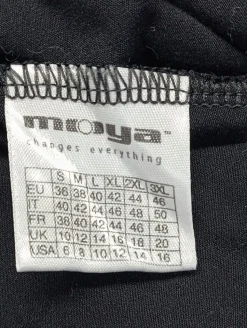 moya™
changes everything
S M L XL 2XL 3XL
EU 36 38 40 42 44 46
IT 40 42 44 46 48 50
FR 38 40 42 44 46 48
UK 10 12 14 16 18 20
USA 6 8 10 12 14 16